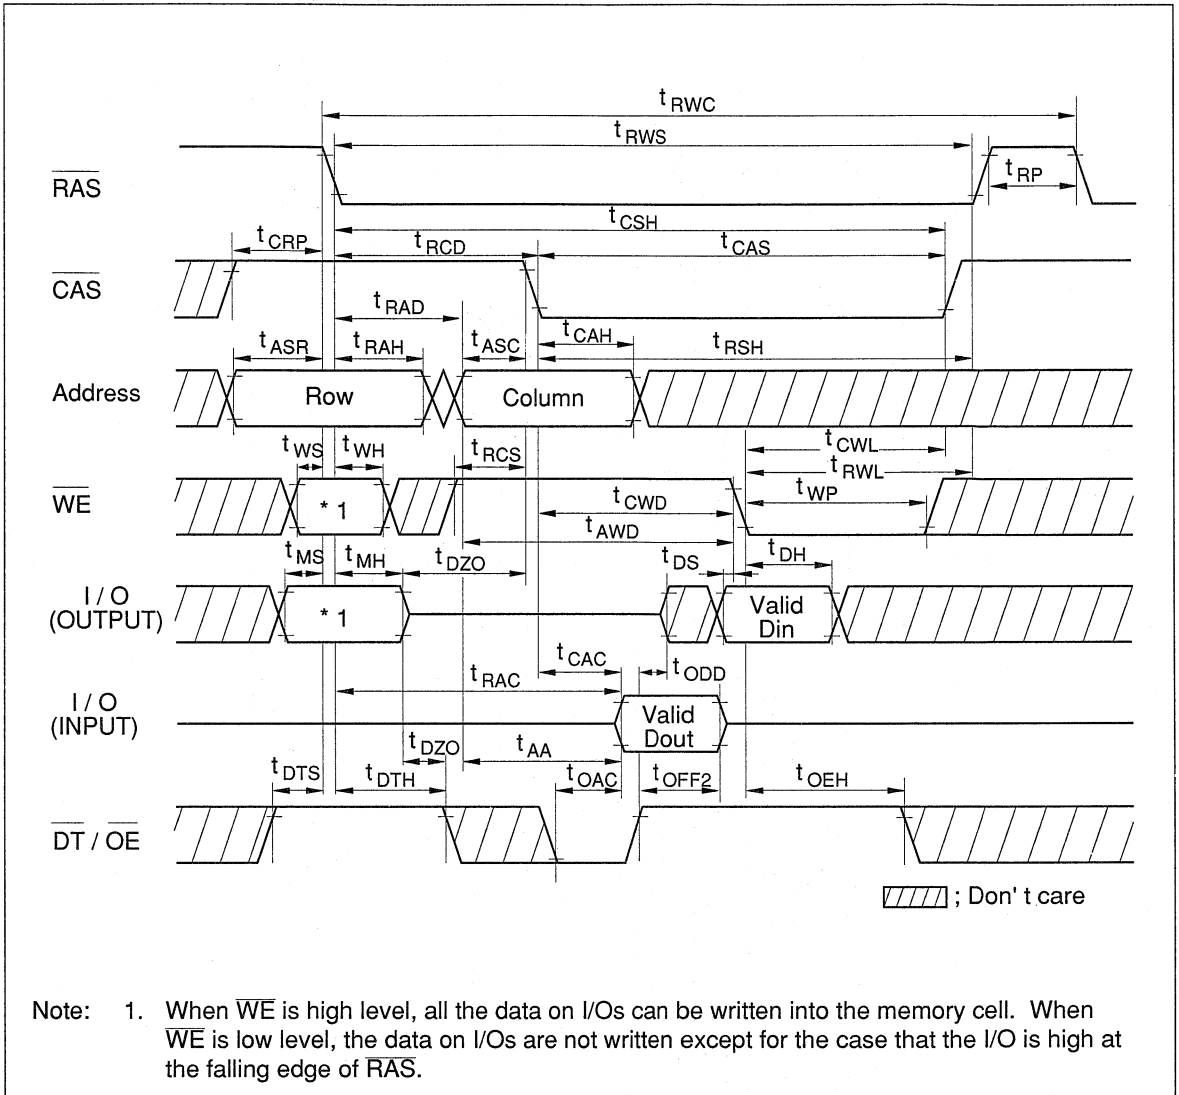 t RWC
t RWS
RAS
t RP
t CSH
t CRP
t RCD
t CAS
CAS
t RAD
t ASR
t RAH
t ASC
t CAH
t RSH
Address
Row
Column
t WS
t WH
t RCS
t CWL
t RWL
WE
* 1
t CWD
t WP
t AWD
t MS
t MH
t DZO
t DS
t DH
I / O
(OUTPUT)
* 1
Valid
Din
t RAC
t CAC
t ODD
I / O
(INPUT)
Valid
Dout
t DZO
t AA
t DTS
t DTH
t OAC
t OFF2
t OEH
DT / OE
; Don' t care
Note: 1. When WE is high level, all the data on I/Os can be written into the memory cell. When
WE is low level, the data on I/Os are not written except for the case that the I/O is high at
the falling edge of RAS.